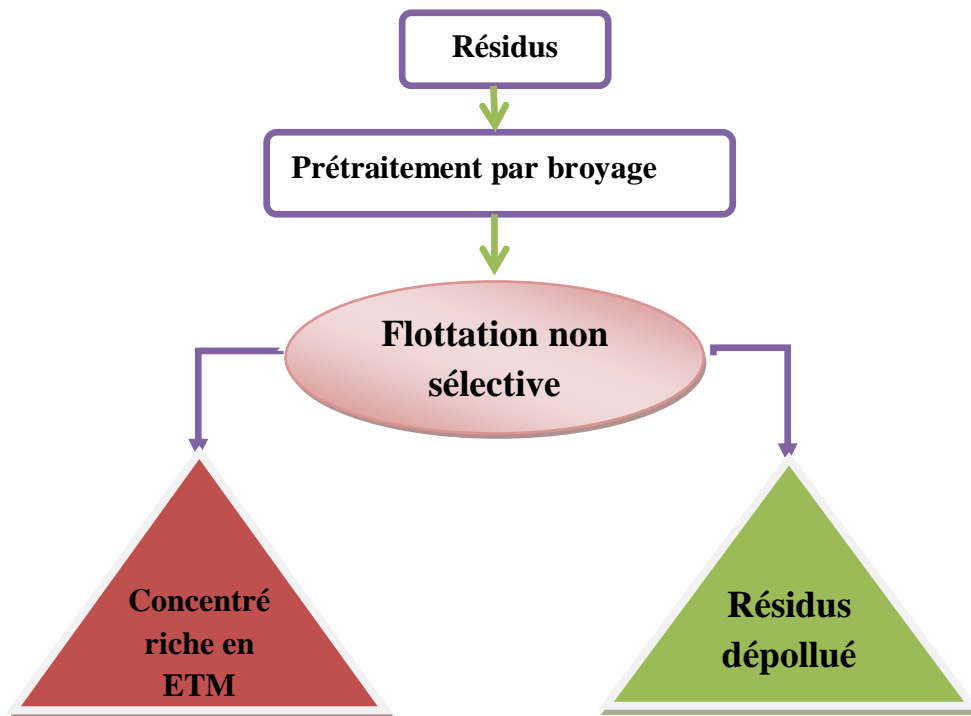 Résidus
Prétraitement par broyage
Flottation non
sélective
Concentré
riche en
ETM
Résidus
dépollué